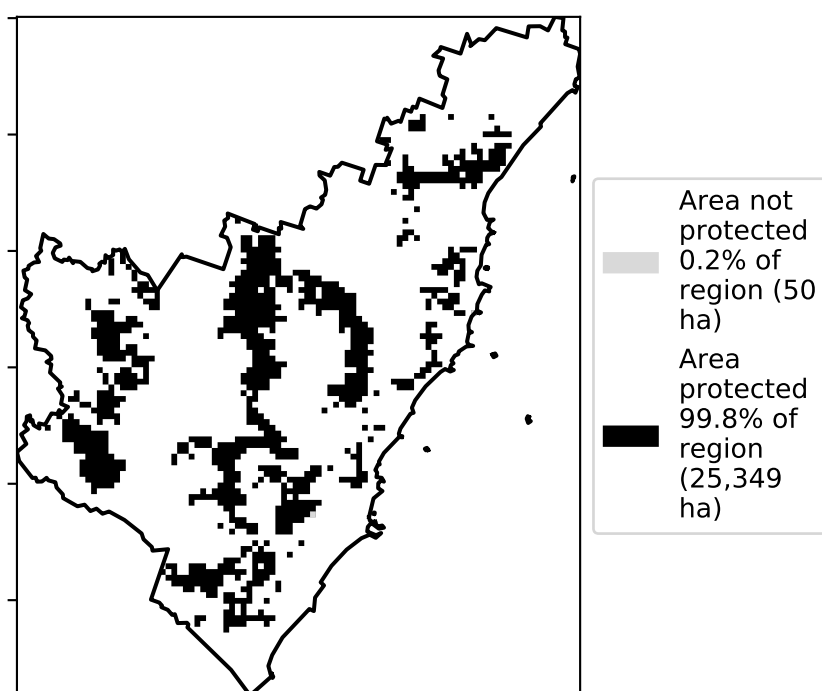 Area not
protected
0.2% of
region (50
ha)
Area
protected
99.8% of
region
(25,349
ha)